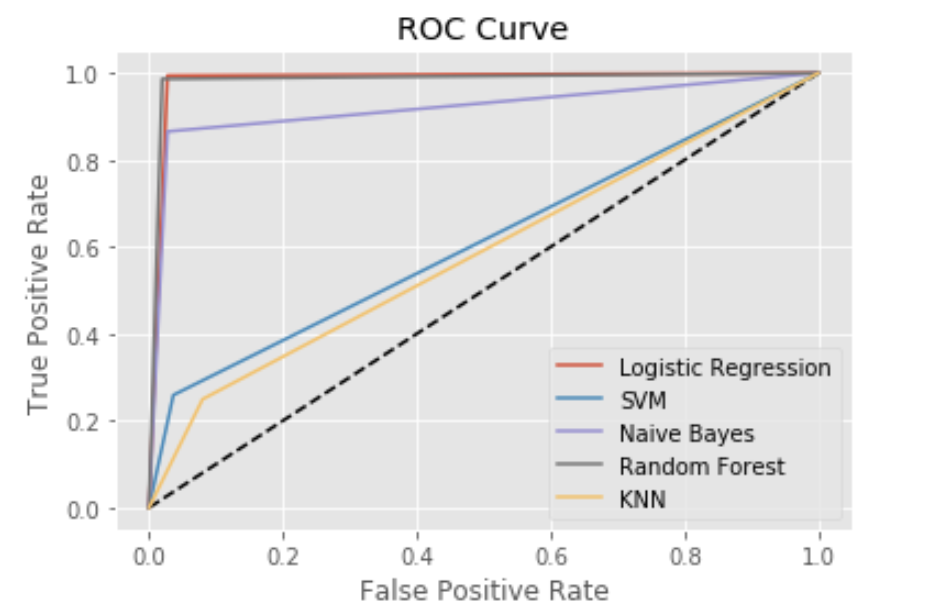 ROC Curve
1.0
0.8
0.6
0.4
0.2
0.0
True Positive Rate
Logistic Regression
SVM
Naive Bayes
Random Forest
KNN
0.0 0.2 0.4 0.6 0.8 1.0
False Positive Rate